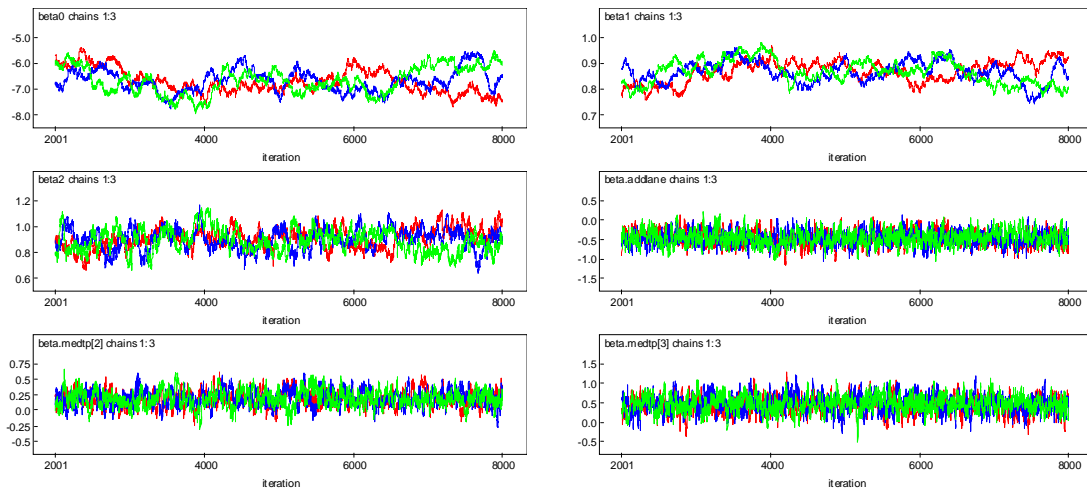 beta0 chains 1:3
-5.0
-6.0
-7.0
-8.0
2001 4000 6000 8000
iteration
beta1 chains 1:3
1.0
0.9
0.8
0.7
2001 4000 6000 8000
iteration
beta2 chains 1:3
1.2
1.0
0.8
0.6
2001 4000 6000 8000
iteration
beta.addlane chains 1:3
0.5
0.0
-0.5
-1.0
-1.5
2001 4000 6000 8000
iteration
beta.medtp[2] chains 1:3
0.75
0.5
0.25
0.0
-0.5
2001 4000 6000 8000
iteration
beta.medtp[3] chains 1:3
1.5
1.0
0.5
0.0
-0.5
2001 4000 6000 8000
iteration